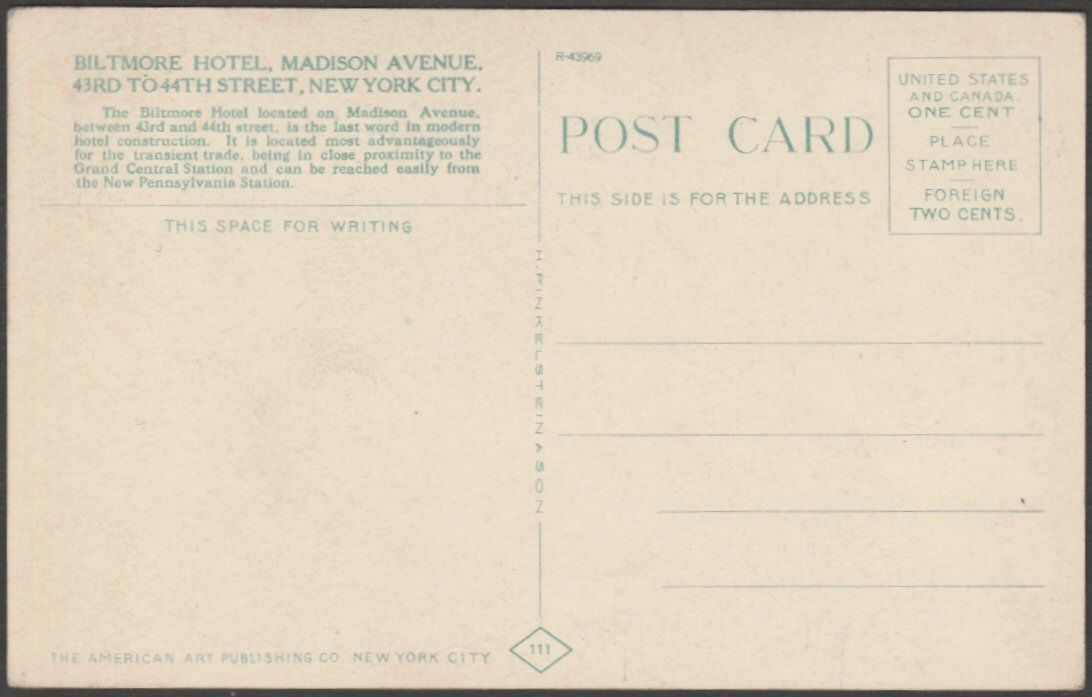 BILTMORE HOTEL, MADISON AVENUE,
43RD TO 44TH STREET, NEW YORK CITY.
The Biltmore Hotel located on Madison Avenue,
between 43rd and 44th street, is the last word in modern
hotel construction. It is located most advantageously
for the transient trade, being in close proximity to the
Grand Central Station and can be reached easily from
the New Pennsylvania Station.
THIS SPACE FOR WRITING
H. FINKELSTEIN & SON
R-43969
POST CARD
THIS SIDE IS FOR THE ADDRESS
UNITED STATES
AND CANADA.
ONE CENT
PLACE
STAMP HERE
FOREIGN
TWO CENTS.
THE AMERICAN ART PUBLISHING CO. NEW YORK CITY
111